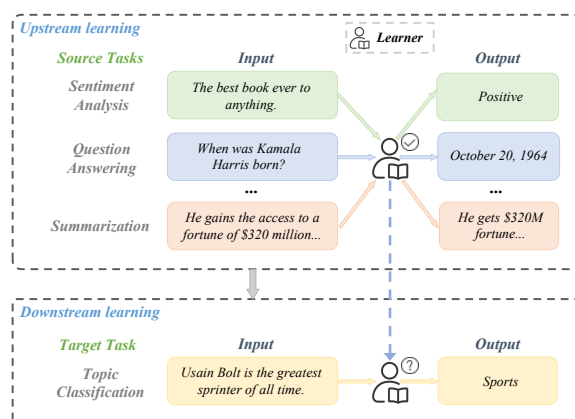 Upstream learning
Learner
Source Tasks
Input
Output
Sentiment
Analysis
The best book ever to
anything.
Positive
Question
Answering
When was Kamala
Harris born?
October 20, 1964
...
...
Summarization
He gains the access to a
fortune of $320 million...
He gets $320M
fortune...
Downstream learning
Target Task
Input
Output
Topic
Classification
Usain Bolt is the greatest
sprinter of all time.
?
Sports